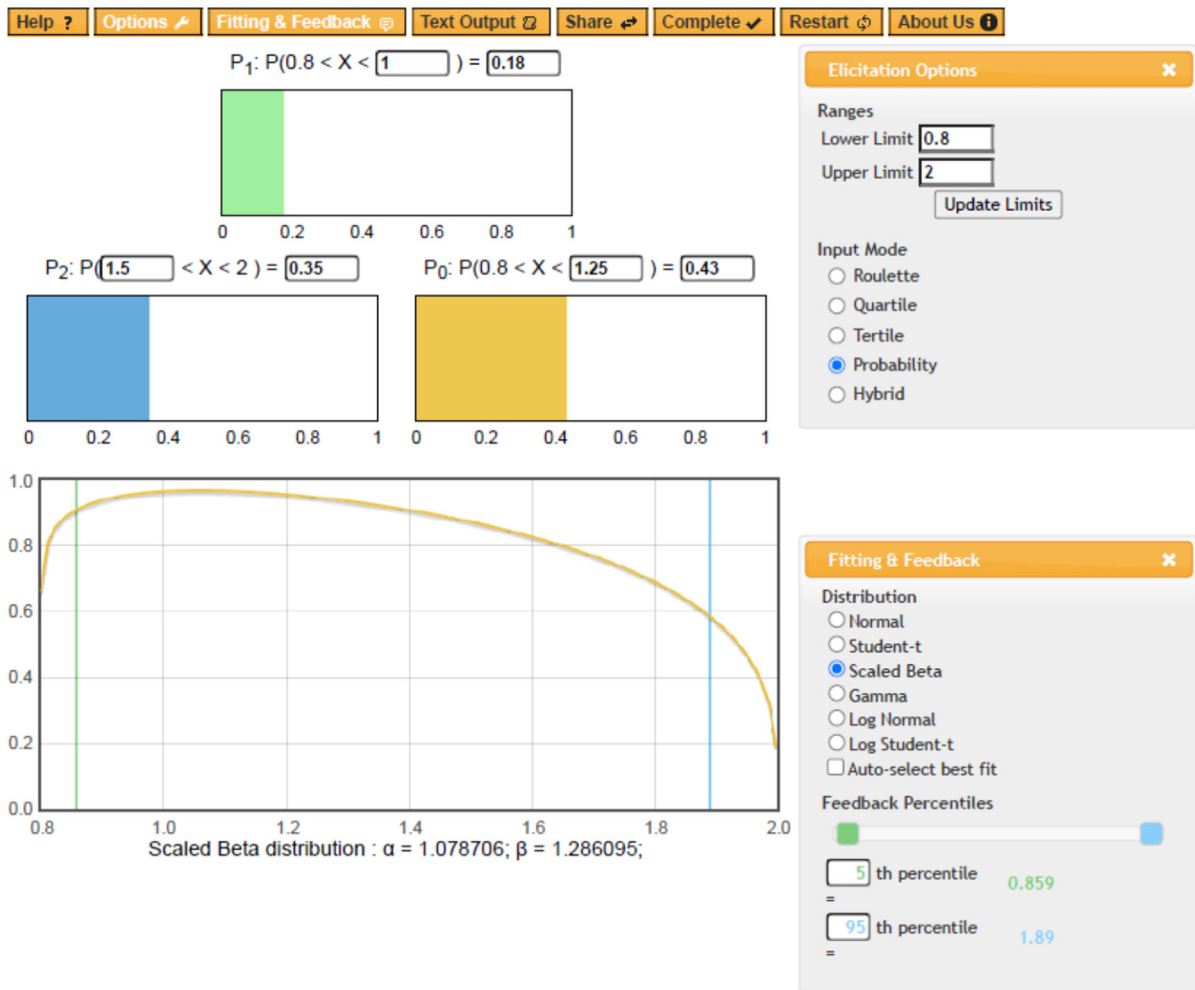 Help ? Options Fitting & Feedback Text Output Share Complete Restart About Us
P1: P(0.8 < X < 1 ) = 0.18
0 0.2 0.4 0.6 0.8 1
P2: P(1.5 < X < 2 ) = 0.35
P0: P(0.8 < X < 1.25 ) = 0.43
0 0.2 0.4 0.6 0.8 1
0 0.2 0.4 0.6 0.8 1
1.0
0.8
0.6
0.4
0.2
0.0
0.8 1.0 1.2 1.4 1.6 1.8 2.0
Scaled Beta distribution : α = 1.078706; β = 1.286095;
Elicitation Options
Ranges
Lower Limit 0.8
Upper Limit 2
Update Limits
Input Mode
Roulette
Quartile
Tertile
Probability
Hybrid
Fitting & Feedback
Distribution
Normal
Student-t
Scaled Beta
Gamma
Log Normal
Log Student-t
Auto-select best fit
Feedback Percentiles
5 th percentile 0.859
=
95 th percentile 1.89
=